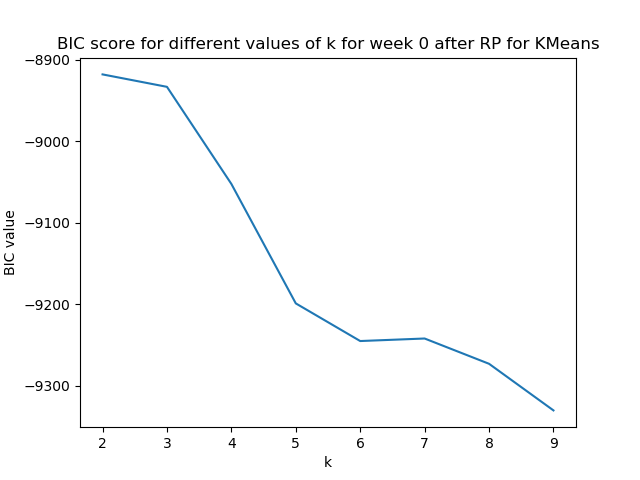 BIC score for different values of k for week 0 after RP for KMeans
−8900
−9000
−9100
−9200
−9300
BIC value
2 3 4 5 6 7 8 9
k